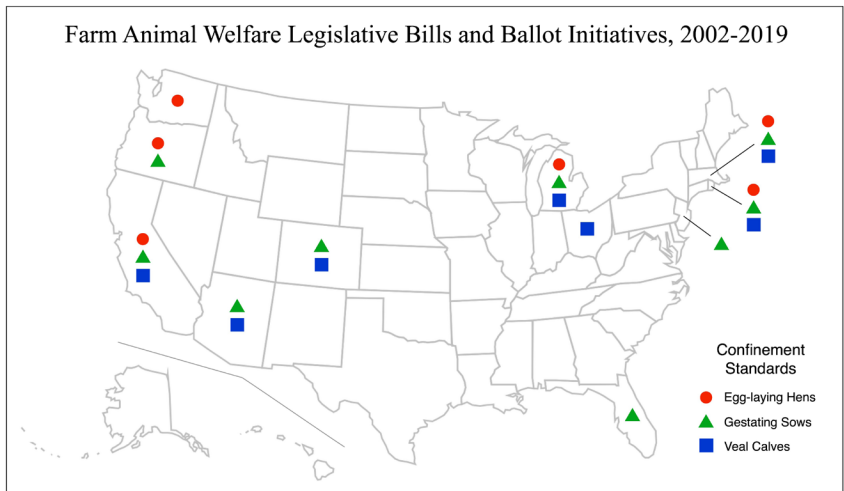 Farm Animal Welfare Legislative Bills and Ballot Initiatives, 2002-2019
Confinement
Standards
Egg-laying Hens
Gestating Sows
Veal Calves